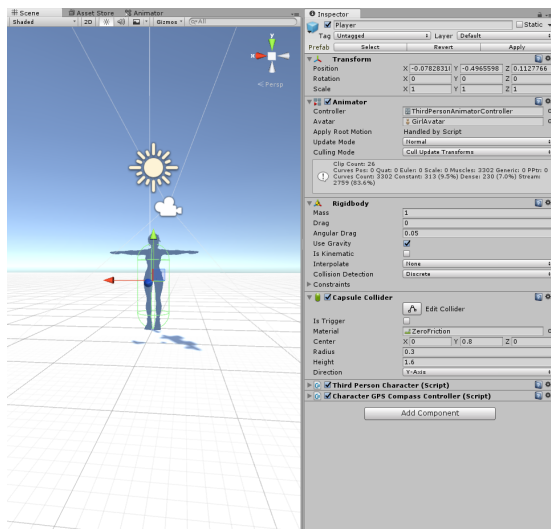 Scene
Asset Store
Animator
Shaded
2D
Gizmos
All
y
x
Persp
Inspector
Player
Static
Tag Untagged Layer Default
Prefab Select Revert Apply
Transform
Position X -0.0782831 Y -0.4965598 Z 0.1127766
Rotation X 0 Y 0 Z 0
Scale X 1 Y 1 Z 1
Animator
Controller ThirdPersonAnimatorController
Avatar GirlAvatar
Apply Root Motion Handled by Script
Update Mode Normal
Culling Mode Cull Update Transforms
Clip Count: 26
Curves Pos: 0 Quat: 0 Euler: 0 Scale: 0 Muscles: 3302 Generic: 0 PPtr: 0
Curves Count: 3302 Constant: 313 (9.5%) Dense: 230 (7.0%) Stream:
2759 (83.6%)
Rigidbody
Mass 1
Drag 0
Angular Drag 0.05
Use Gravity
Is Kinematic
Interpolate None
Collision Detection Discrete
Constraints
Capsule Collider
Edit Collider
Is Trigger
Material ZeroFriction
Center X 0 Y 0.8 Z 0
Radius 0.3
Height 1.6
Direction Y-Axis
Third Person Character (Script)
Character GPS Compass Controller (Script)
Add Component